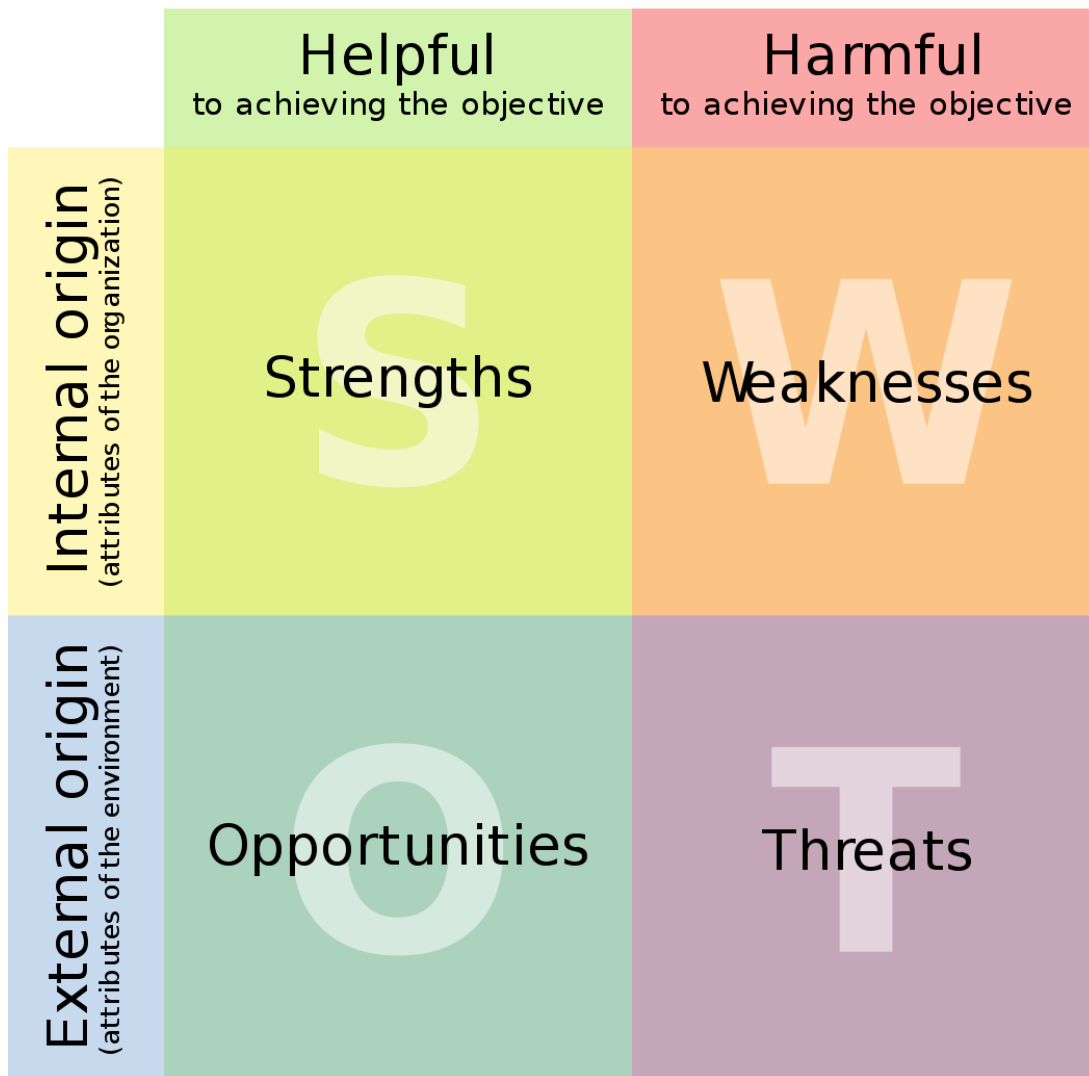 Helpful
to achieving the objective
Harmful
to achieving the objective
Internal origin
(attributes of the organization)
S
Strengths
W
Weaknesses
External origin
(attributes of the environment)
O
Opportunities
T
Threats